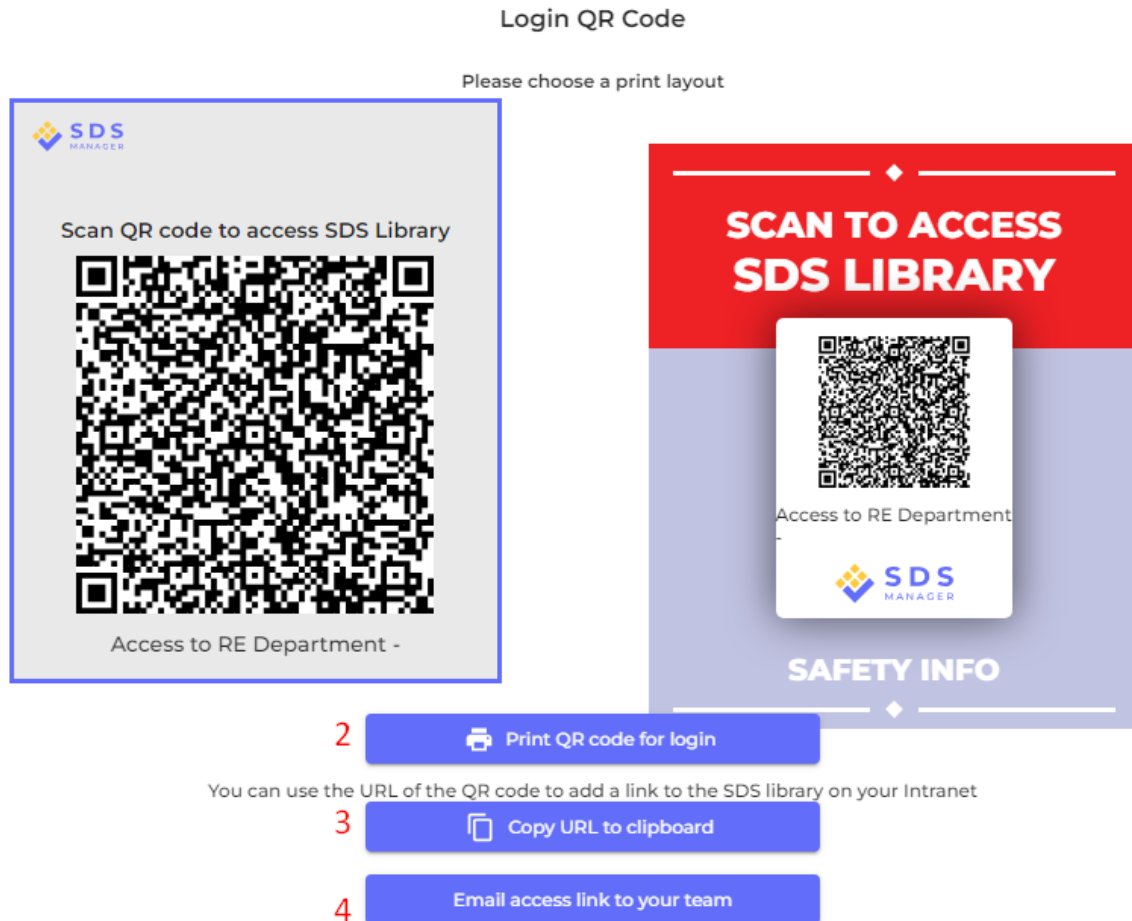 Login QR Code
Please choose a print layout
SDS
MANAGER
Scan QR code to access SDS Library
Access to RE Department -
SCAN TO ACCESS
SDS LIBRARY
Access to RE Department
-
SDS
MANAGER
SAFETY INFO
2
Print QR code for login
You can use the URL of the QR code to add a link to the SDS library on your Intranet
3
Copy URL to clipboard
4
Email access link to your team